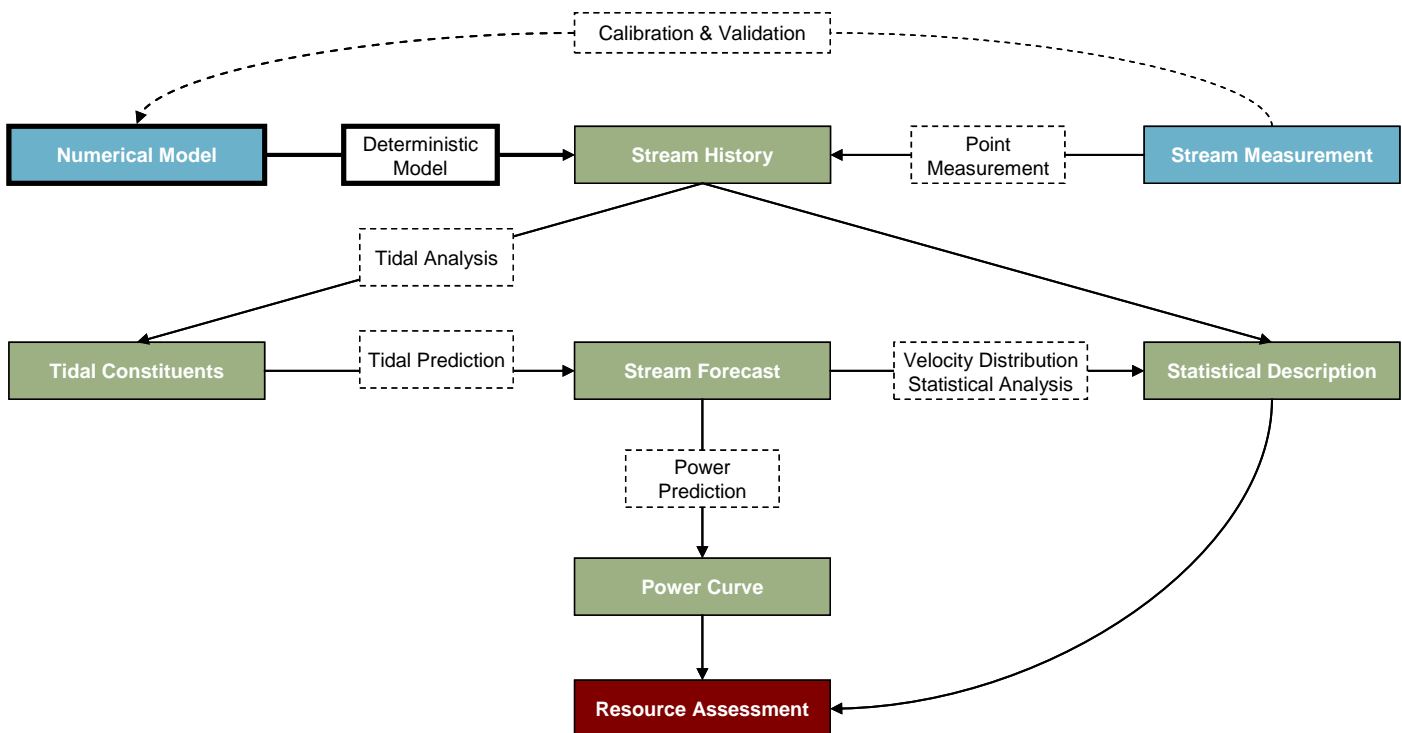 Calibration & Validation
Numerical Model
Deterministic
Model
Stream History
Point
Measurement
Stream Measurement
Tidal Analysis
Tidal Constituents
Tidal Prediction
Stream Forecast
Velocity Distribution
Statistical Analysis
Statistical Description
Power
Prediction
Power Curve
Resource Assessment